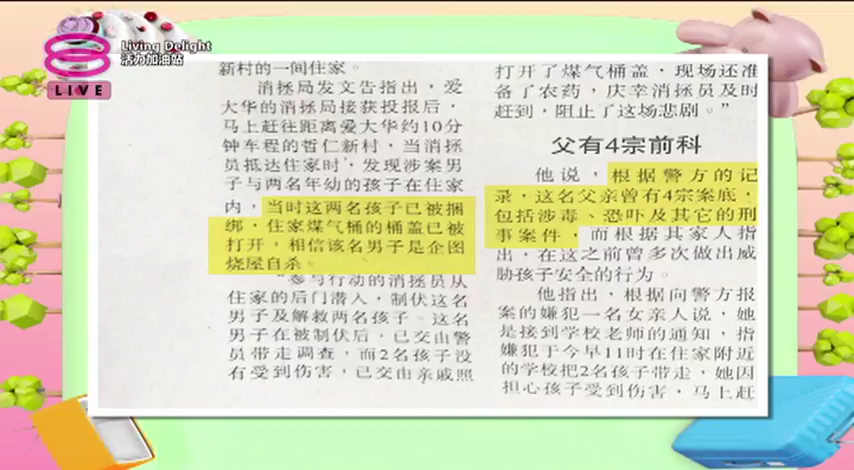 Living Delight
活力加油站
LIVE
新村的一间住家。
消拯局发文告指出，爱
大华的消拯局接获投报后，
马上赶往距离爱大华约10分
钟车程的哲仁新村，当消拯
员抵达住家时，发现涉案男
子与两名年幼的孩子在住家
内，当时这两名孩子已被捆
绑，住家煤气桶的桶盖已被
打开，相信该名男子是企图
烧屋自杀。
“参与行动的消拯员从
住家的后门潜入，制伏这名
男子及解救两名孩子。这名
男子在被制伏后，已交由警
员带走调查，而2名孩子没
有受到伤害，已交由亲戚照
打开了煤气桶盖，现场还准
备了农药，庆幸消拯员及时
赶到，阻止了这场悲剧。”
父有4宗前科
他说，根据警方的记
录，这名父亲曾有4宗案底，
包括涉毒、恐吓及其它的刑
事案件，而根据其家人指
出，在这之前曾多次做出威
胁孩子安全的行为。
他指出，根据向警方报
案的嫌犯一名女亲人说，她
是接到学校老师的通知，指
嫌犯于今早11时在住家附近
的学校把2名孩子带走，她因
担心孩子受到伤害，马上赶